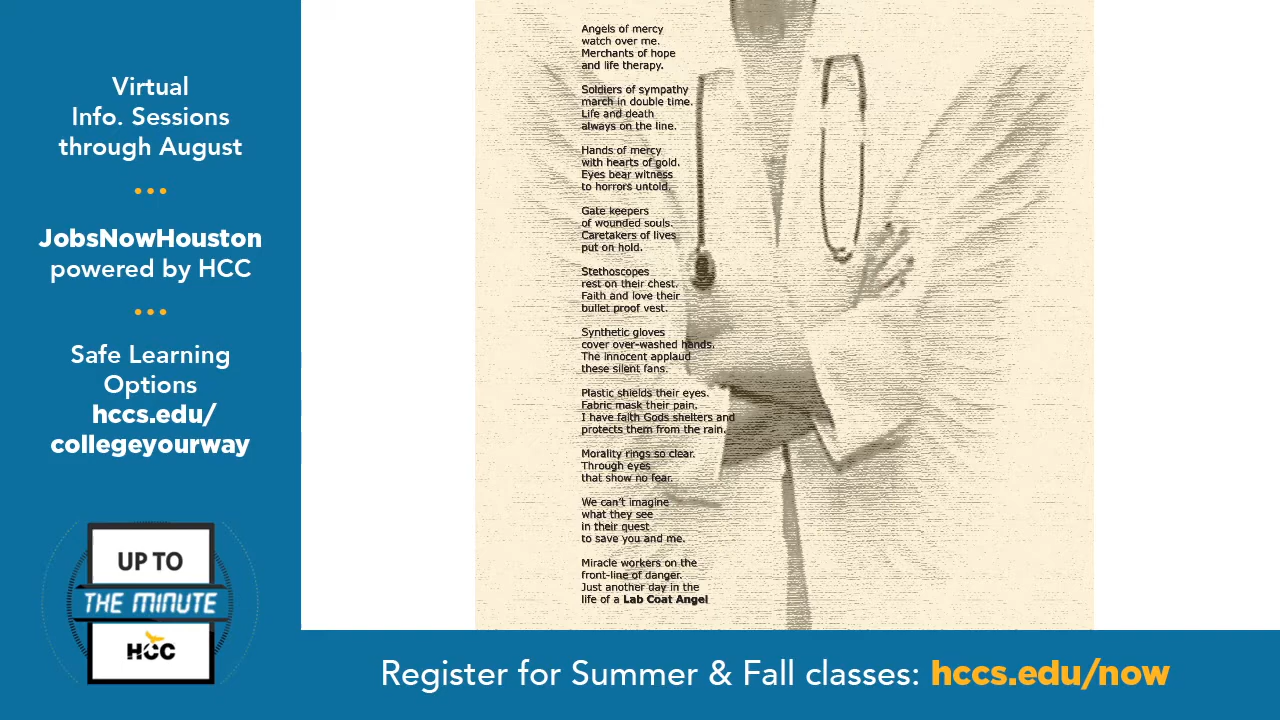 Virtual
Info. Sessions
through August
JobsNowHouston
powered by HCC
Safe Learning
Options
hccs.edu/
collegeyourway
UP TO
THE MINUTE
HCC
Angels of mercy
watch over me.
Merchants of hope
and life therapy.
Soldiers of sympathy
march in double time.
Life and death
always on the line.
Hands of mercy
with hearts of gold.
Eyes bear witness
to horrors untold.
Gate keepers
of wounded souls.
Caretakers of lives
put on hold.
Stethoscopes
rest on their chest.
Faith and love their
bullet proof vest.
Synthetic gloves
cover over-washed hands.
The innocent applaud
these silent fans.
Plastic shields their eyes.
Fabric mask their pain.
I have faith Gods shelters and
protects them from the rain.
Morality rings so clear.
Through eyes
that show no fear.
We can't imagine
what they see
in their quest
to save you and me.
Miracle workers on the
front-line of danger.
Just another day in the
life of a Lab Coat Angel
Register for Summer & Fall classes: hccs.edu/now